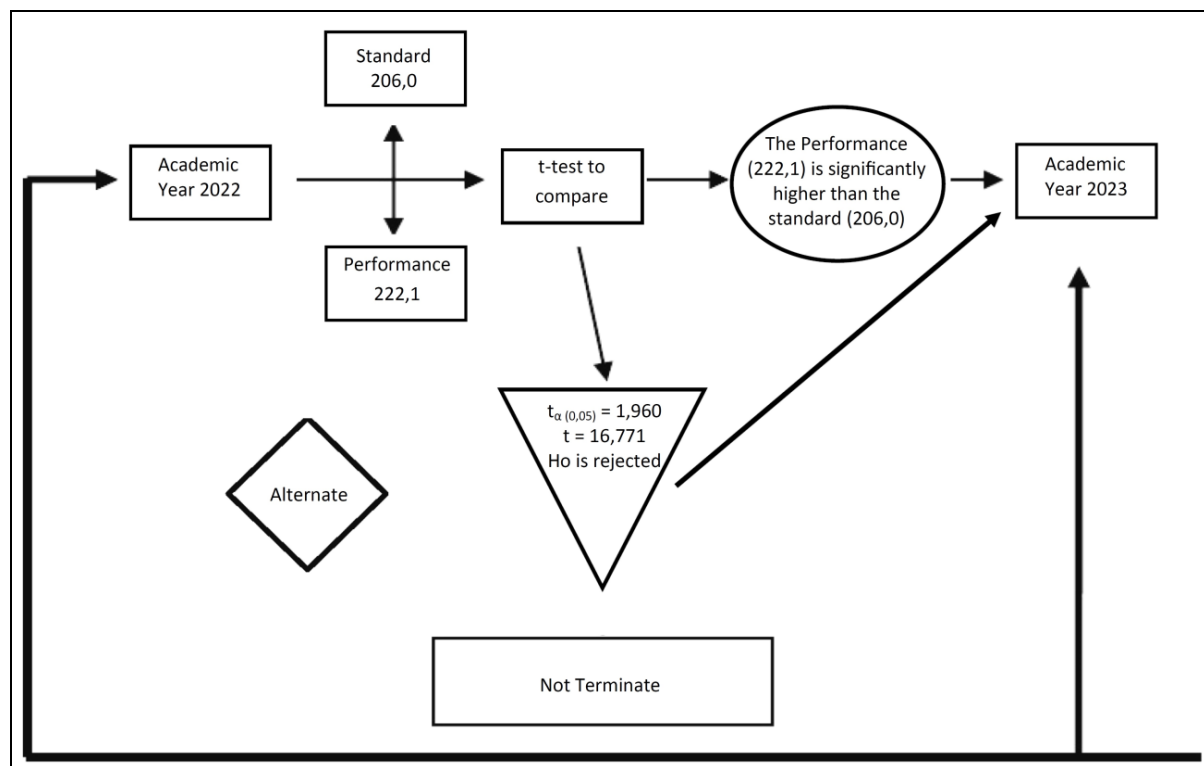 Standard
206,0
Academic
Year 2022
t-test to
compare
The Performance
(222,1) is significantly
higher than the
standard (206,0)
Academic
Year 2023
Performance
222,1
tα (0,05) = 1,960
t = 16,771
Ho is rejected
Alternate
Not Terminate